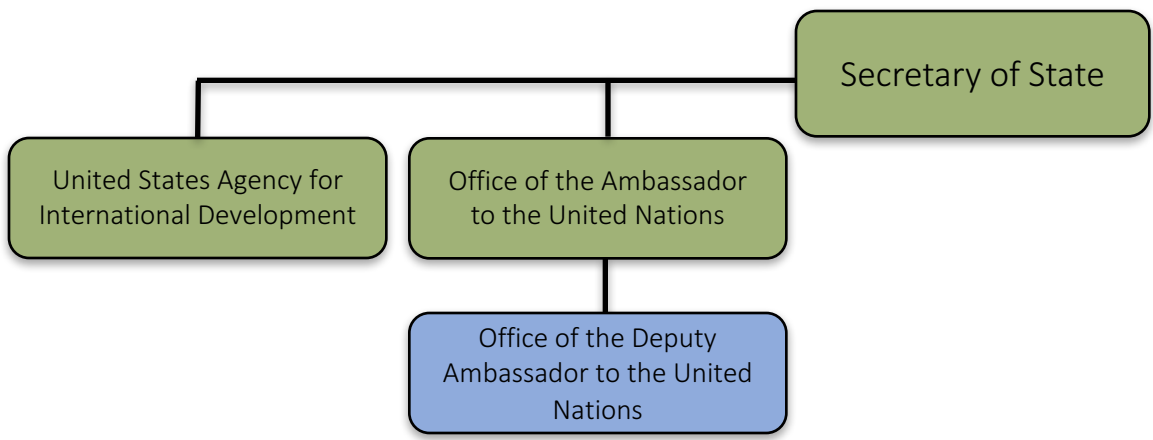 Secretary of State
United States Agency for
International Development
Office of the Ambassador
to the United Nations
Office of the Deputy
Ambassador to the United
Nations